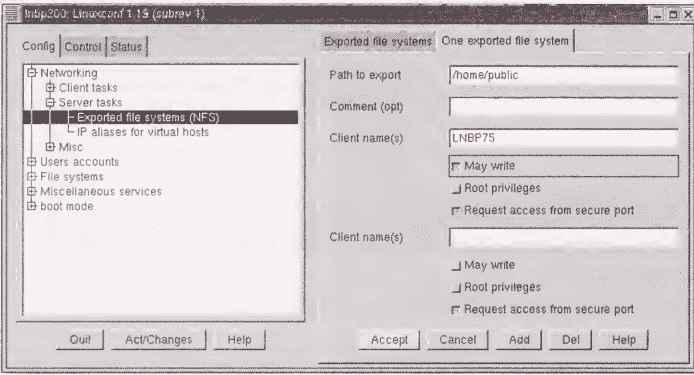 lnbp200: Linuxconf 1.19 (subrev 1)
Config Control Status
Networking
Client tasks
Server tasks
Exported file systems (NFS)
IP aliases for virtual hosts
Misc
Users accounts
File systems
Miscellaneous services
boot mode
Quit Act/Changes Help
Exported file systems One exported file system
Path to export /home/public
Comment (opt)
Client name(s) LNBP75
May write
Root privileges
Request access from secure port
Client name(s)
May write
Root privileges
Request access from secure port
Accept Cancel Add Del Help